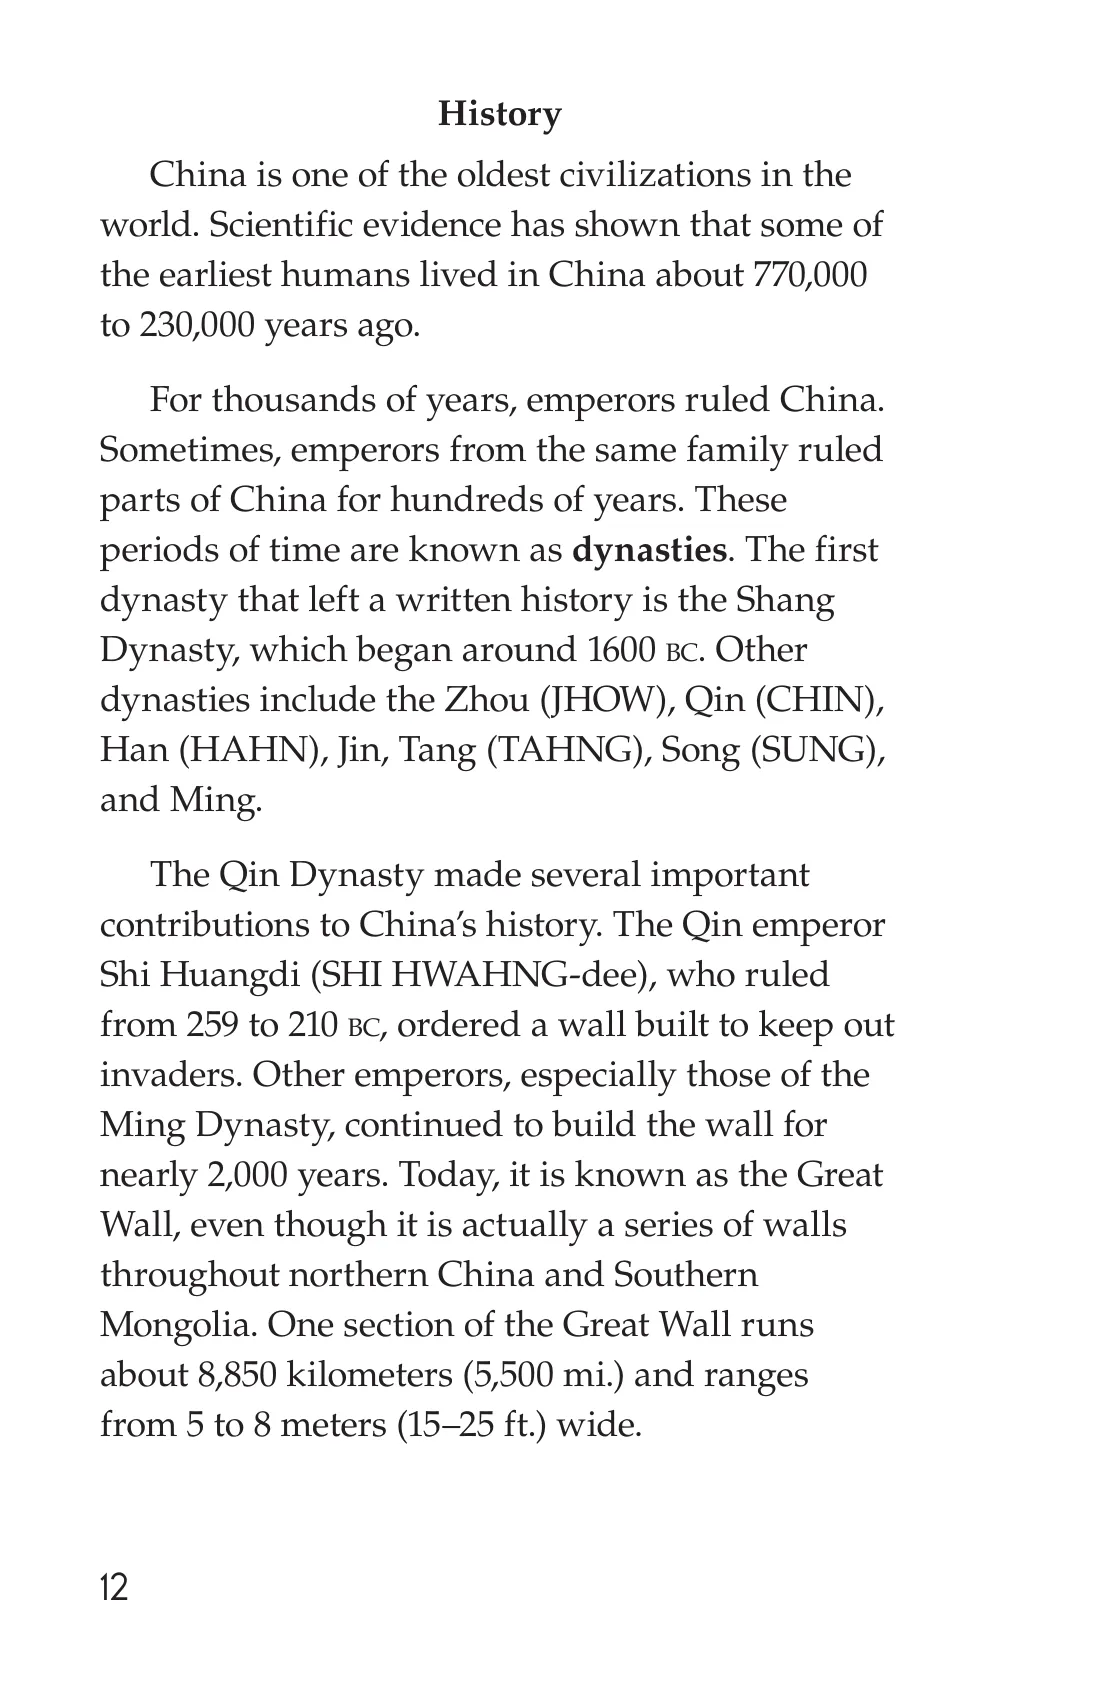 History
China is one of the oldest civilizations in the
world. Scientific evidence has shown that some of
the earliest humans lived in China about 770,000
to 230,000 years ago.
For thousands of years, emperors ruled China.
Sometimes, emperors from the same family ruled
parts of China for hundreds of years. These
periods of time are known as dynasties. The first
dynasty that left a written history is the Shang
Dynasty, which began around 1600 BC. Other
dynasties include the Zhou (JHOW), Qin (CHIN),
Han (HAHN), Jin, Tang (TAHNG), Song (SUNG),
and Ming.
The Qin Dynasty made several important
contributions to China’s history. The Qin emperor
Shi Huangdi (SHI HWAHNG-dee), who ruled
from 259 to 210 BC, ordered a wall built to keep out
invaders. Other emperors, especially those of the
Ming Dynasty, continued to build the wall for
nearly 2,000 years. Today, it is known as the Great
Wall, even though it is actually a series of walls
throughout northern China and Southern
Mongolia. One section of the Great Wall runs
about 8,850 kilometers (5,500 mi.) and ranges
from 5 to 8 meters (15–25 ft.) wide.
12